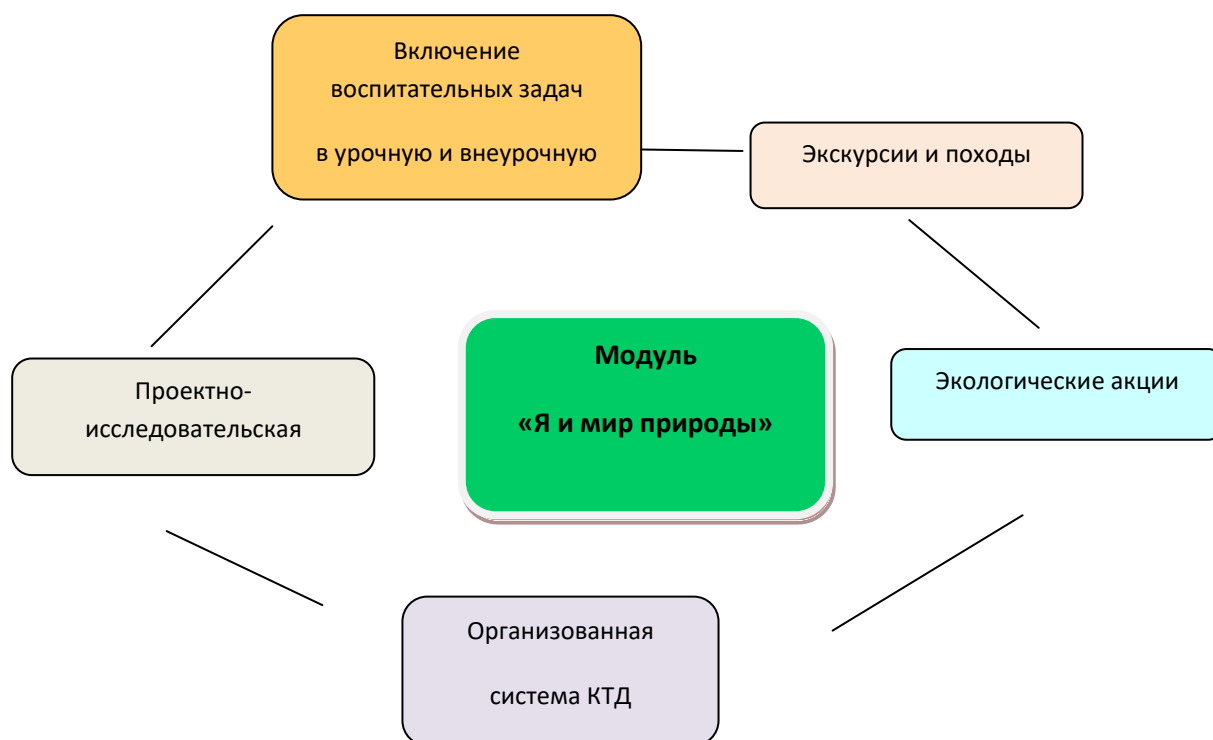 Включение
воспитательных задач
в урочную и внеурочную
Экскурсии и походы
Модуль
«Я и мир природы»
Экологические акции
Проектно-
исследовательская
Организованная
система КТД